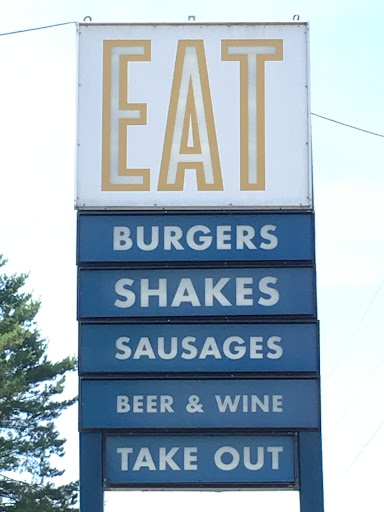 EAT
BURGERS
SHAKES
SAUSAGES
BEER & WINE
TAKE OUT